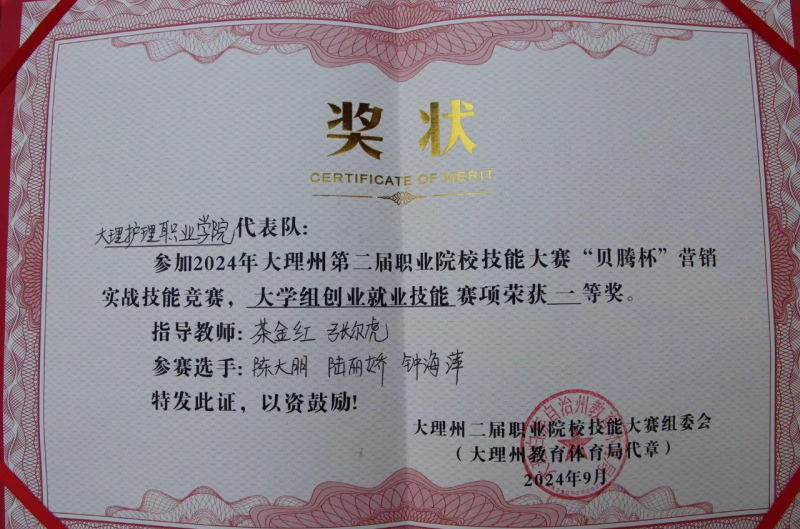 奖状
CERTIFICATE OF MERIT
大理护理职业学院代表队：
参加2024年大理州第二届职业院校技能大赛“贝腾杯”营销
实战技能竞赛，大学组创业就业技能赛项荣获一等奖。
指导教师：茶金红 张尔虎
参赛选手：陈大朋 陆丽娇 钟海萍
特发此证，以资鼓励！
大理州二届职业院校技能大赛组委会
（大理州教育体育局代章）
2024年9月